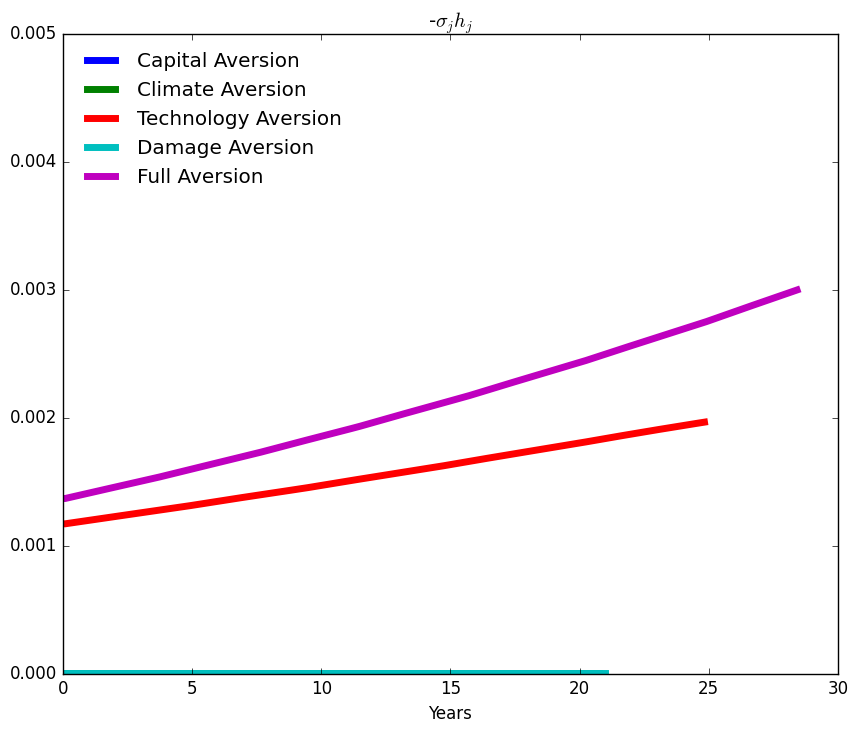 -σ_j h_j
0.005
Capital Aversion
Climate Aversion
Technology Aversion
Damage Aversion
Full Aversion
0.004
0.003
0.002
0.001
0.000
0 5 10 15 20 25 30
Years